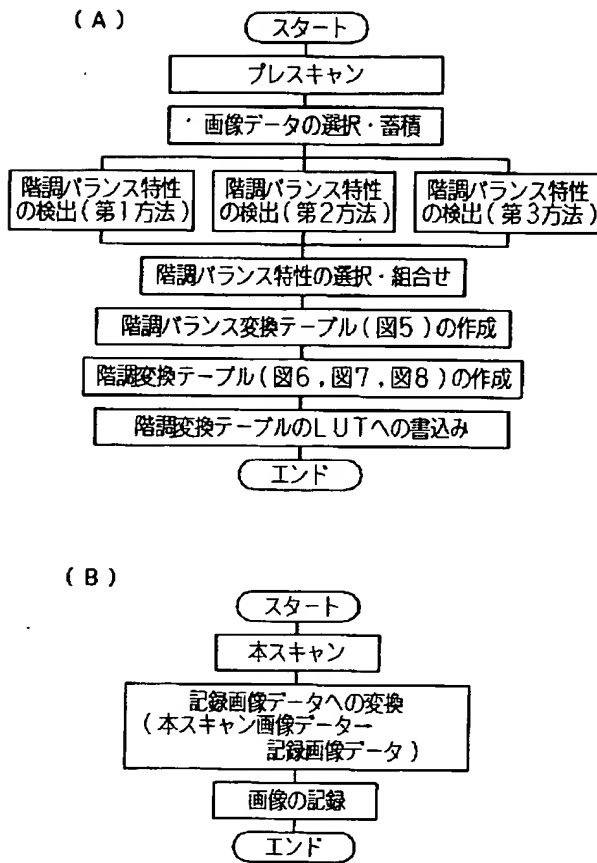 (A)
スタート
プレスキャン
画像データの選択・蓄積
階調バランス特性
の検出(第1方法)
階調バランス特性
の検出(第2方法)
階調バランス特性
の検出(第3方法)
階調バランス特性の選択・組合せ
階調バランス変換テーブル(図5)の作成
階調変換テーブル(図6,図7,図8)の作成
階調変換テーブルのLUTへの書込み
エンド
(B)
スタート
本スキャン
記録画像データへの変換
(本スキャン画像データ→
記録画像データ)
画像の記録
エンド